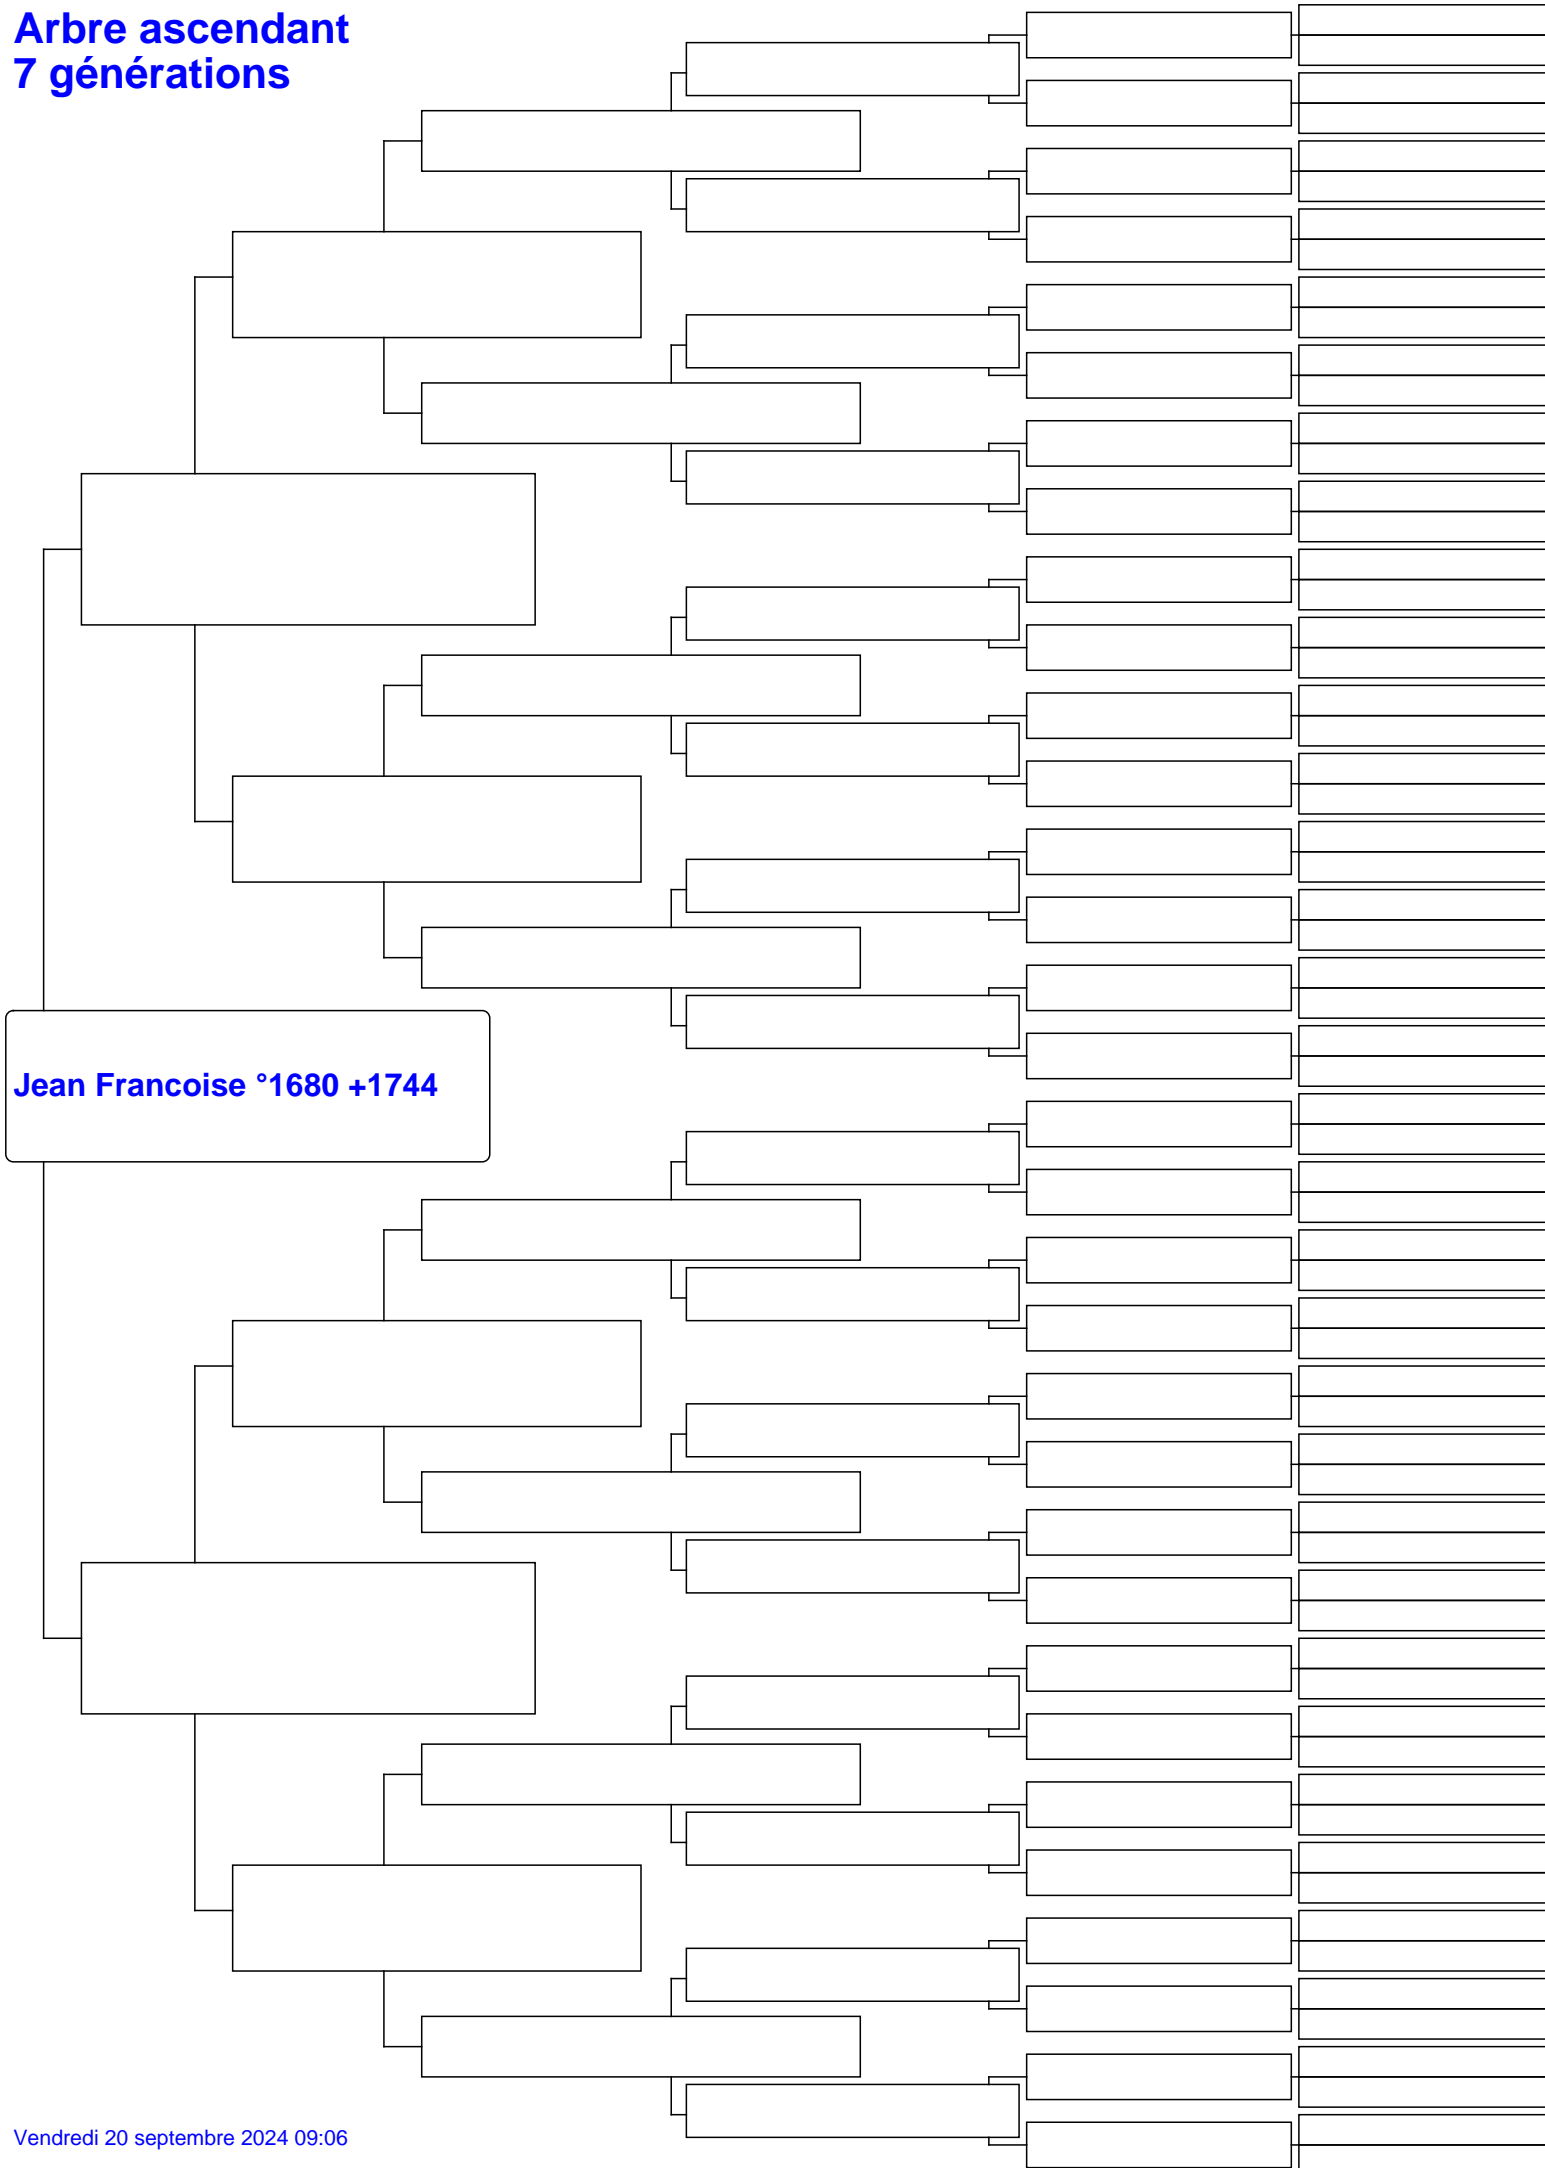 Arbre ascendant
7 générations
Jean Francoise °1680 +1744
Vendredi 20 septembre 2024 09:06